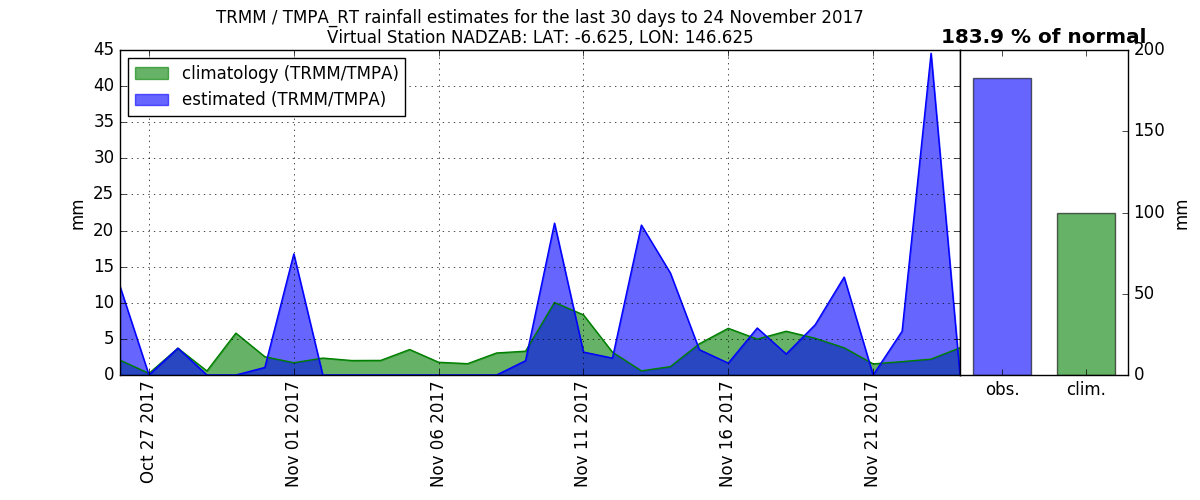 TRMM / TMPA_RT rainfall estimates for the last 30 days to 24 November 2017
Virtual Station NADZAB: LAT: -6.625, LON: 146.625
183.9 % of normal
climatology (TRMM/TMPA)
estimated (TRMM/TMPA)
45
40
35
30
25
20
15
10
5
0
mm
Oct 27 2017
Nov 01 2017
Nov 06 2017
Nov 11 2017
Nov 16 2017
Nov 21 2017
obs.
clim.
200
150
100
50
0
mm